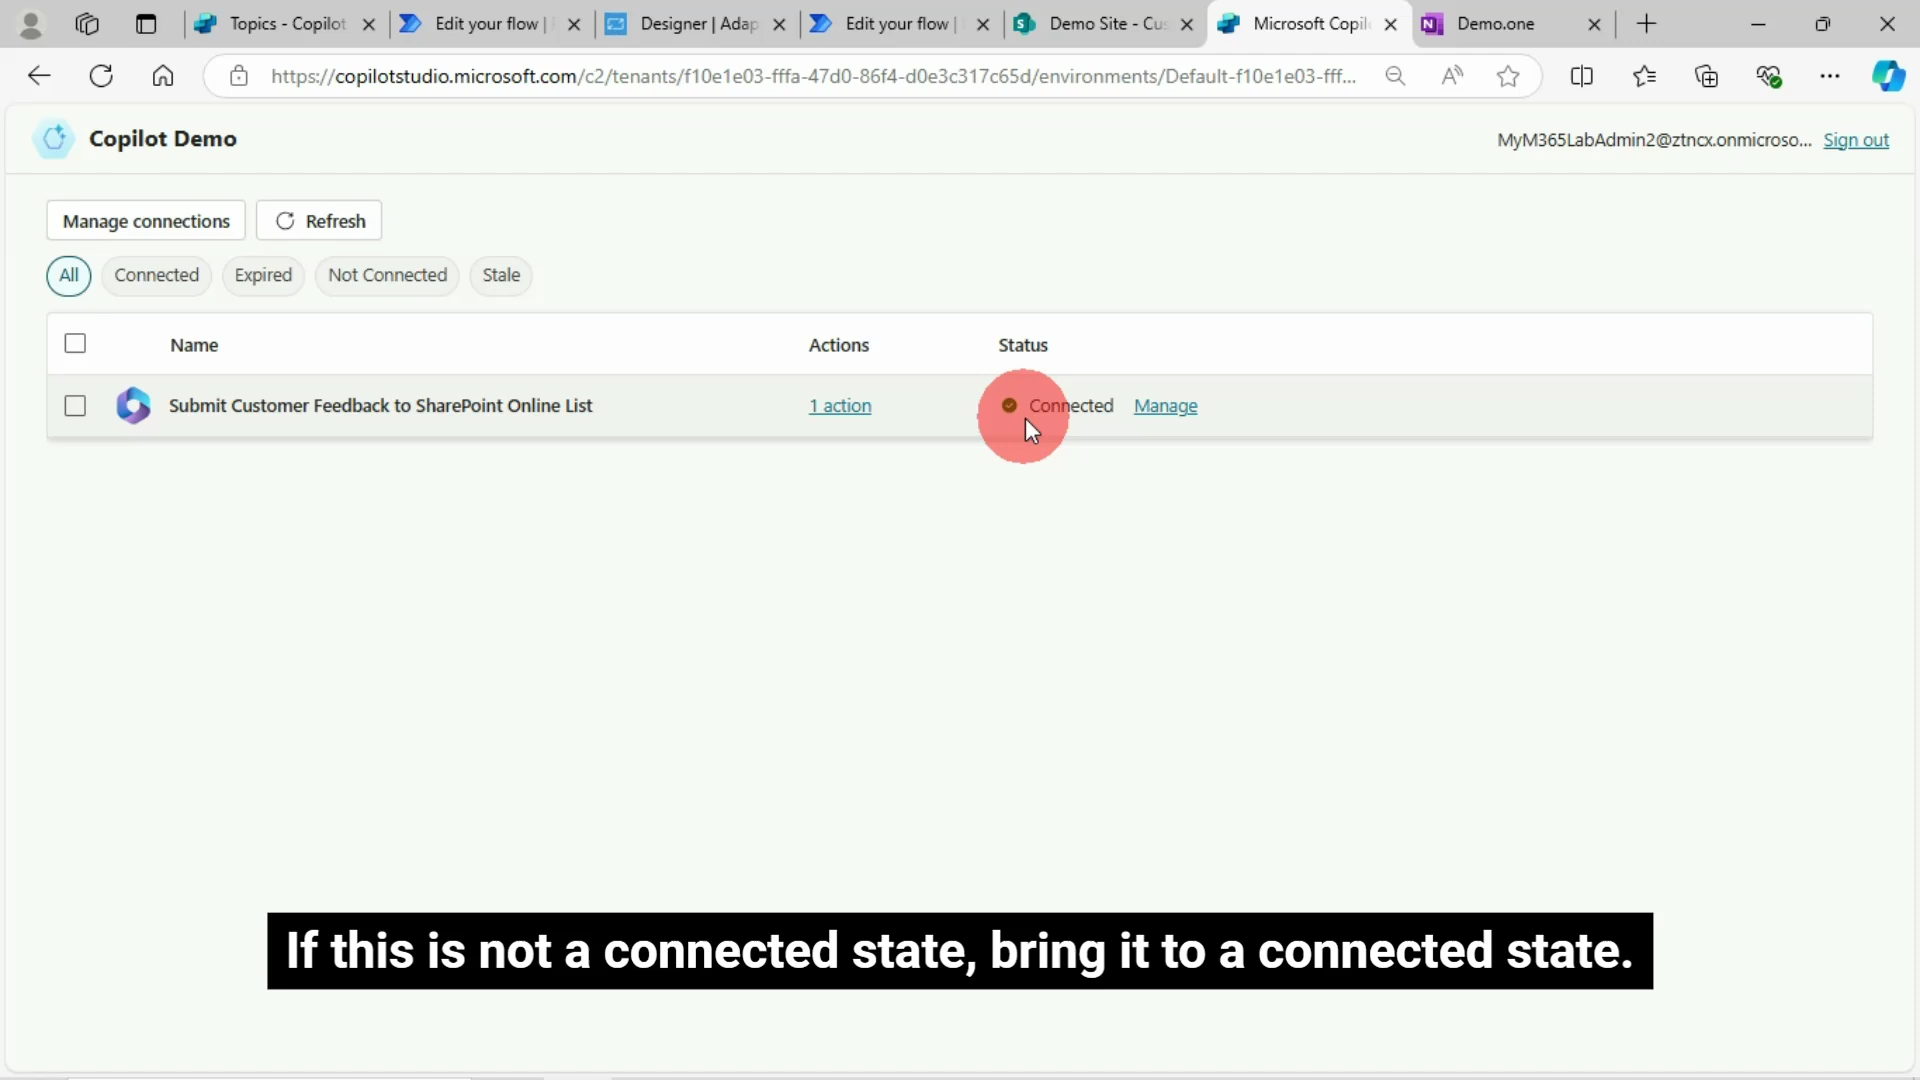 Topics - Copilot
Edit your flow |
Designer | Adap
Edit your flow |
Demo Site - Cus
Microsoft Copil
Demo.one
https://copilotstudio.microsoft.com/c2/tenants/f10e1e03-fffa-47d0-86f4-d0e3c317c65d/environments/Default-f10e1e03-fff...
Copilot Demo
MyM365LabAdmin2@ztncx.onmicroso...
Sign out
Manage connections
Refresh
All
Connected
Expired
Not Connected
Stale
Name
Actions
Status
Submit Customer Feedback to SharePoint Online List
1 action
Connected
Manage
If this is not a connected state, bring it to a connected state.